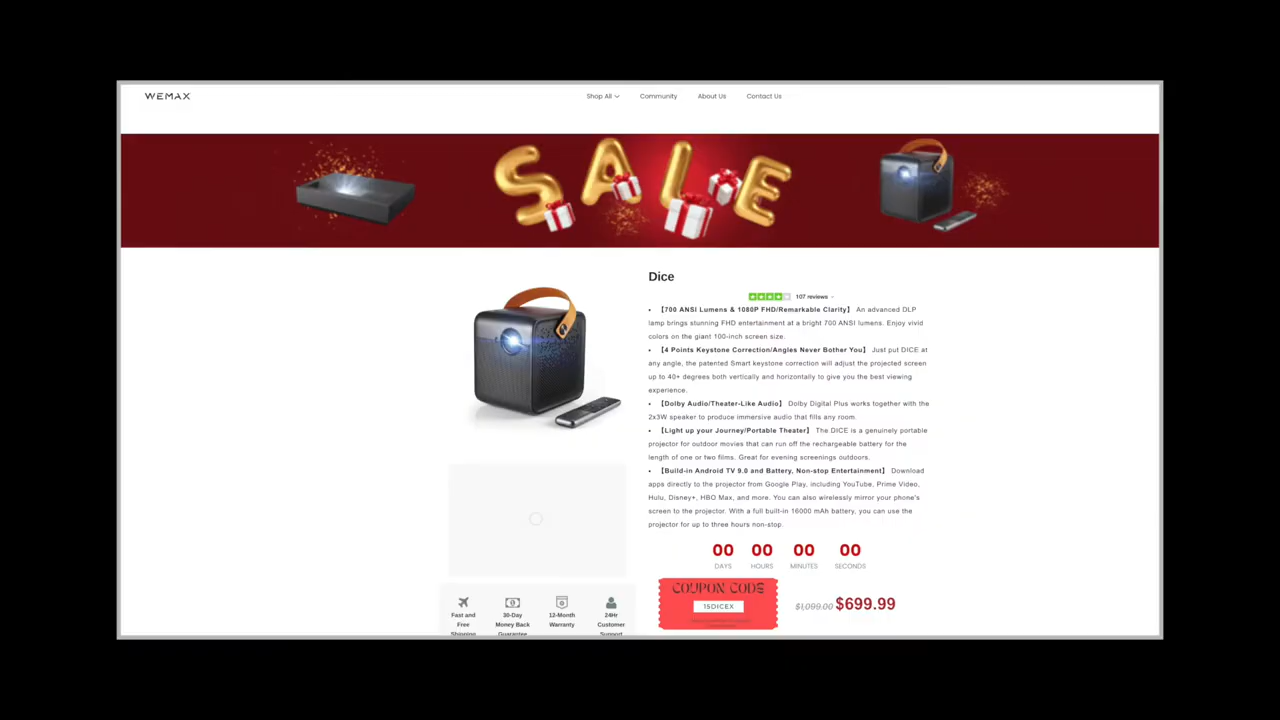 WEMAX
Shop All
Community
About Us
Contact Us
SALE
Dice
107 reviews
• 【700 ANSI Lumens & 1080P FHD/Remarkable Clarity】 An advanced DLP
lamp brings stunning FHD entertainment at a bright 700 ANSI lumens. Enjoy vivid
colors on the giant 100-inch screen size.
• 【4 Points Keystone Correction/Angles Never Bother You】 Just put DICE at
any angle, the patented Smart keystone correction will adjust the projected screen
up to 40+ degrees both vertically and horizontally to give you the best viewing
experience.
• 【Dolby Audio/Theater-Like Audio】 Dolby Digital Plus works together with the
2x3W speaker to produce immersive audio that fills any room.
• 【Light up your Journey/Portable Theater】 The DICE is a genuinely portable
projector for outdoor movies that can run off the rechargeable battery for the
length of one or two films. Great for evening screenings outdoors.
• 【Build-in Android TV 9.0 and Battery, Non-stop Entertainment】 Download
apps directly to the projector from Google Play, including YouTube, Prime Video,
Hulu, Disney+, HBO Max, and more. You can also wirelessly mirror your phone's
screen to the projector. With a full built-in 16000 mAh battery, you can use the
projector for up to three hours non-stop.
00 00 00 00
DAYS HOURS MINUTES SECONDS
COUPON CODE
15DICEX
$1,099.00 $699.99
Fast and
Free
Shipping
30-Day
Money Back
Guarantee
12-Month
Warranty
24Hr
Customer
Support